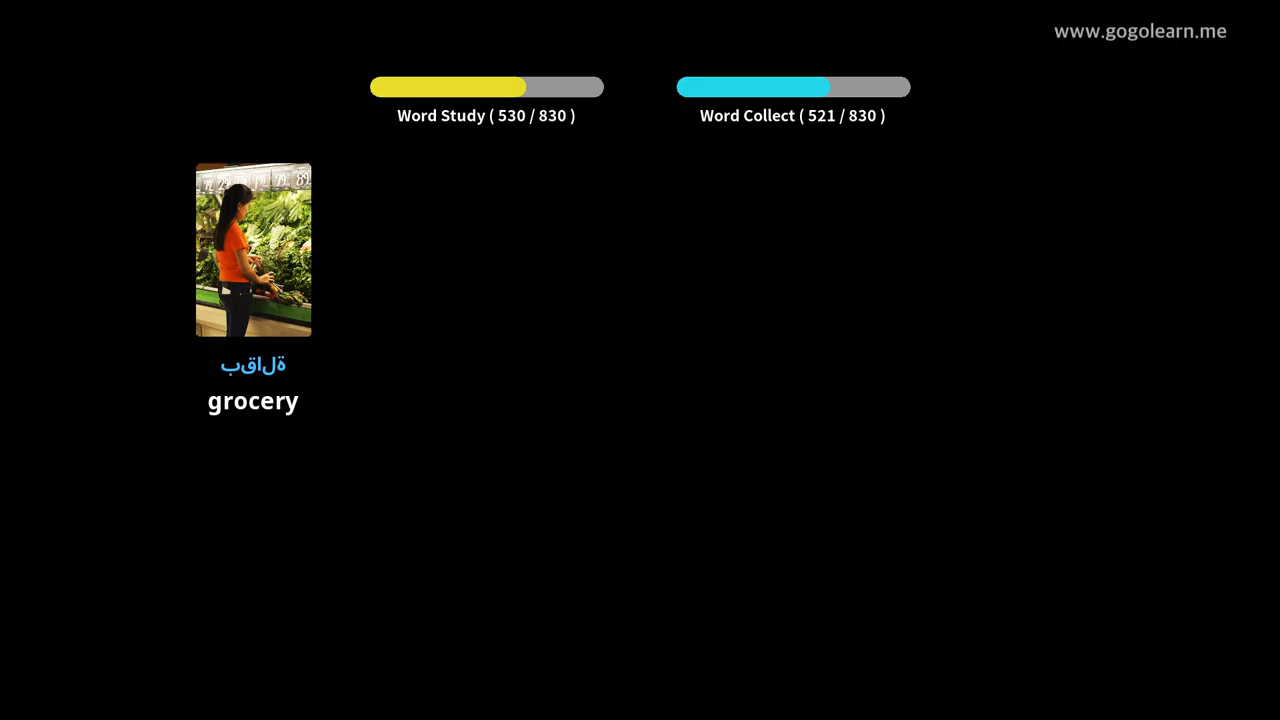 www.gogolearn.me
Word Study ( 530 / 830 )
Word Collect ( 521 / 830 )
بقالة
grocery